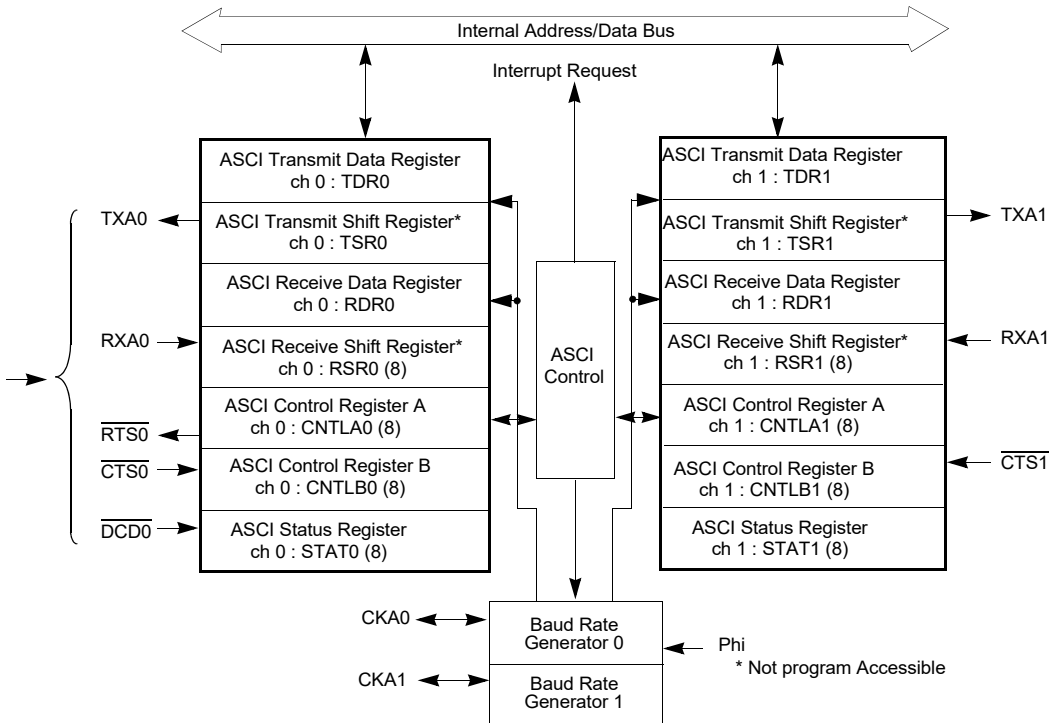 Internal Address/Data Bus
Interrupt Request
ASCI Transmit Data Register
ch 0 : TDR0
ASCI Transmit Shift Register*
ch 0 : TSR0
ASCI Receive Data Register
ch 0 : RDR0
ASCI Receive Shift Register*
ch 0 : RSR0 (8)
ASCI Control Register A
ch 0 : CNTLA0 (8)
ASCI Control Register B
ch 0 : CNTLB0 (8)
ASCI Status Register
ch 0 : STAT0 (8)
TXA0
RXA0
RTS0
CTS0
DCD0
ASCI
Control
ASCI Transmit Data Register
ch 1 : TDR1
ASCI Transmit Shift Register*
ch 1 : TSR1
ASCI Receive Data Register
ch 1 : RDR1
ASCI Receive Shift Register*
ch 1 : RSR1 (8)
ASCI Control Register A
ch 1 : CNTLA1 (8)
ASCI Control Register B
ch 1 : CNTLB1 (8)
ASCI Status Register
ch 1 : STAT1 (8)
TXA1
RXA1
CTS1
CKA0
CKA1
Baud Rate
Generator 0
Baud Rate
Generator 1
Phi
* Not program Accessible